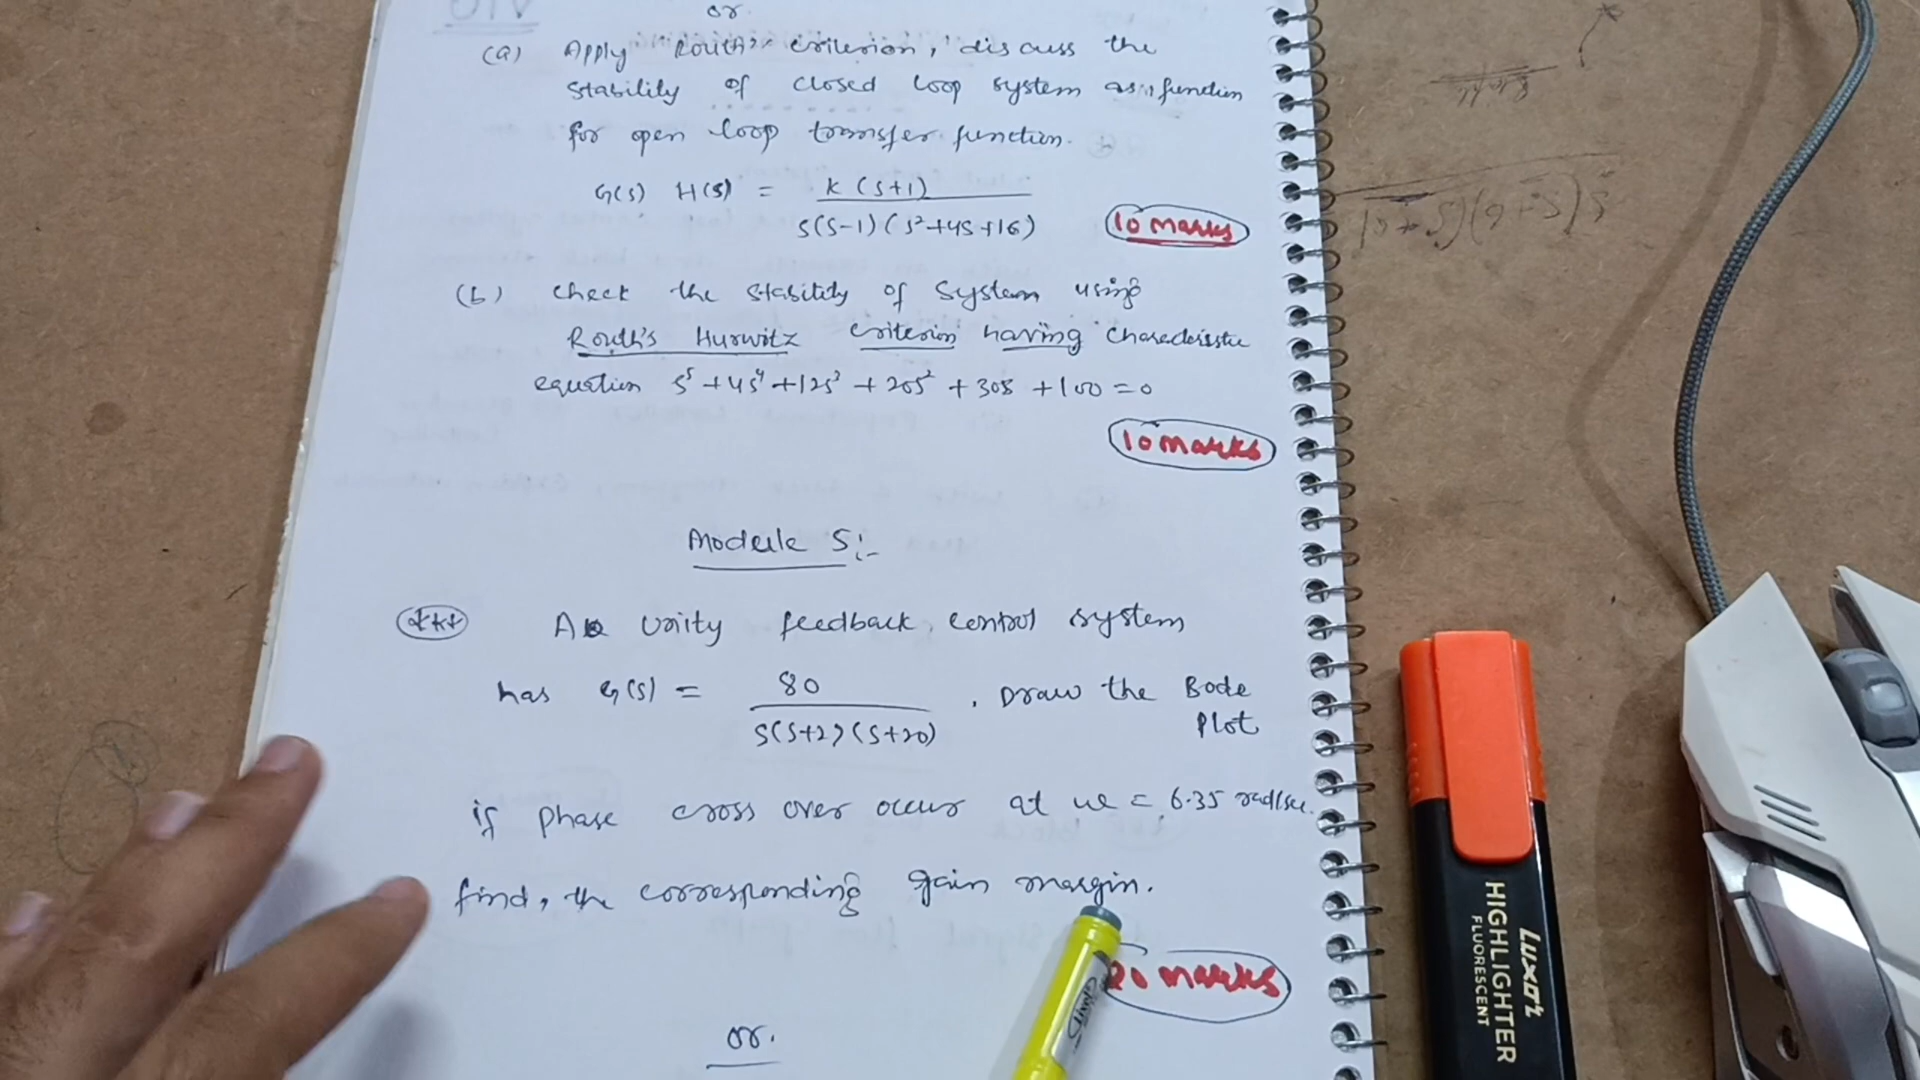 or
(a) Apply Routh's criterion, discuss the
stability of closed loop system as function
for open loop transfer function.
G(s) H(s) = K(s+1)
s(s-1)(s²+4s+16)
10 marks
(b) check the stability of system using
Routh's Hurwitz criterion having characteristic
equation s⁵+4s⁴+12s³+20s²+30s+100=0
10 marks
Module 5:-
***
A unity feedback control system
has G(s) = 80 . Draw the Bode
s(s+2)(s+20) Plot
if phase cross over occur at wc = 6.35 rad/sec.
find, the corresponding gain margin.
20 marks
or.
Luxor
HIGHLIGHTER
FLUORESCENT